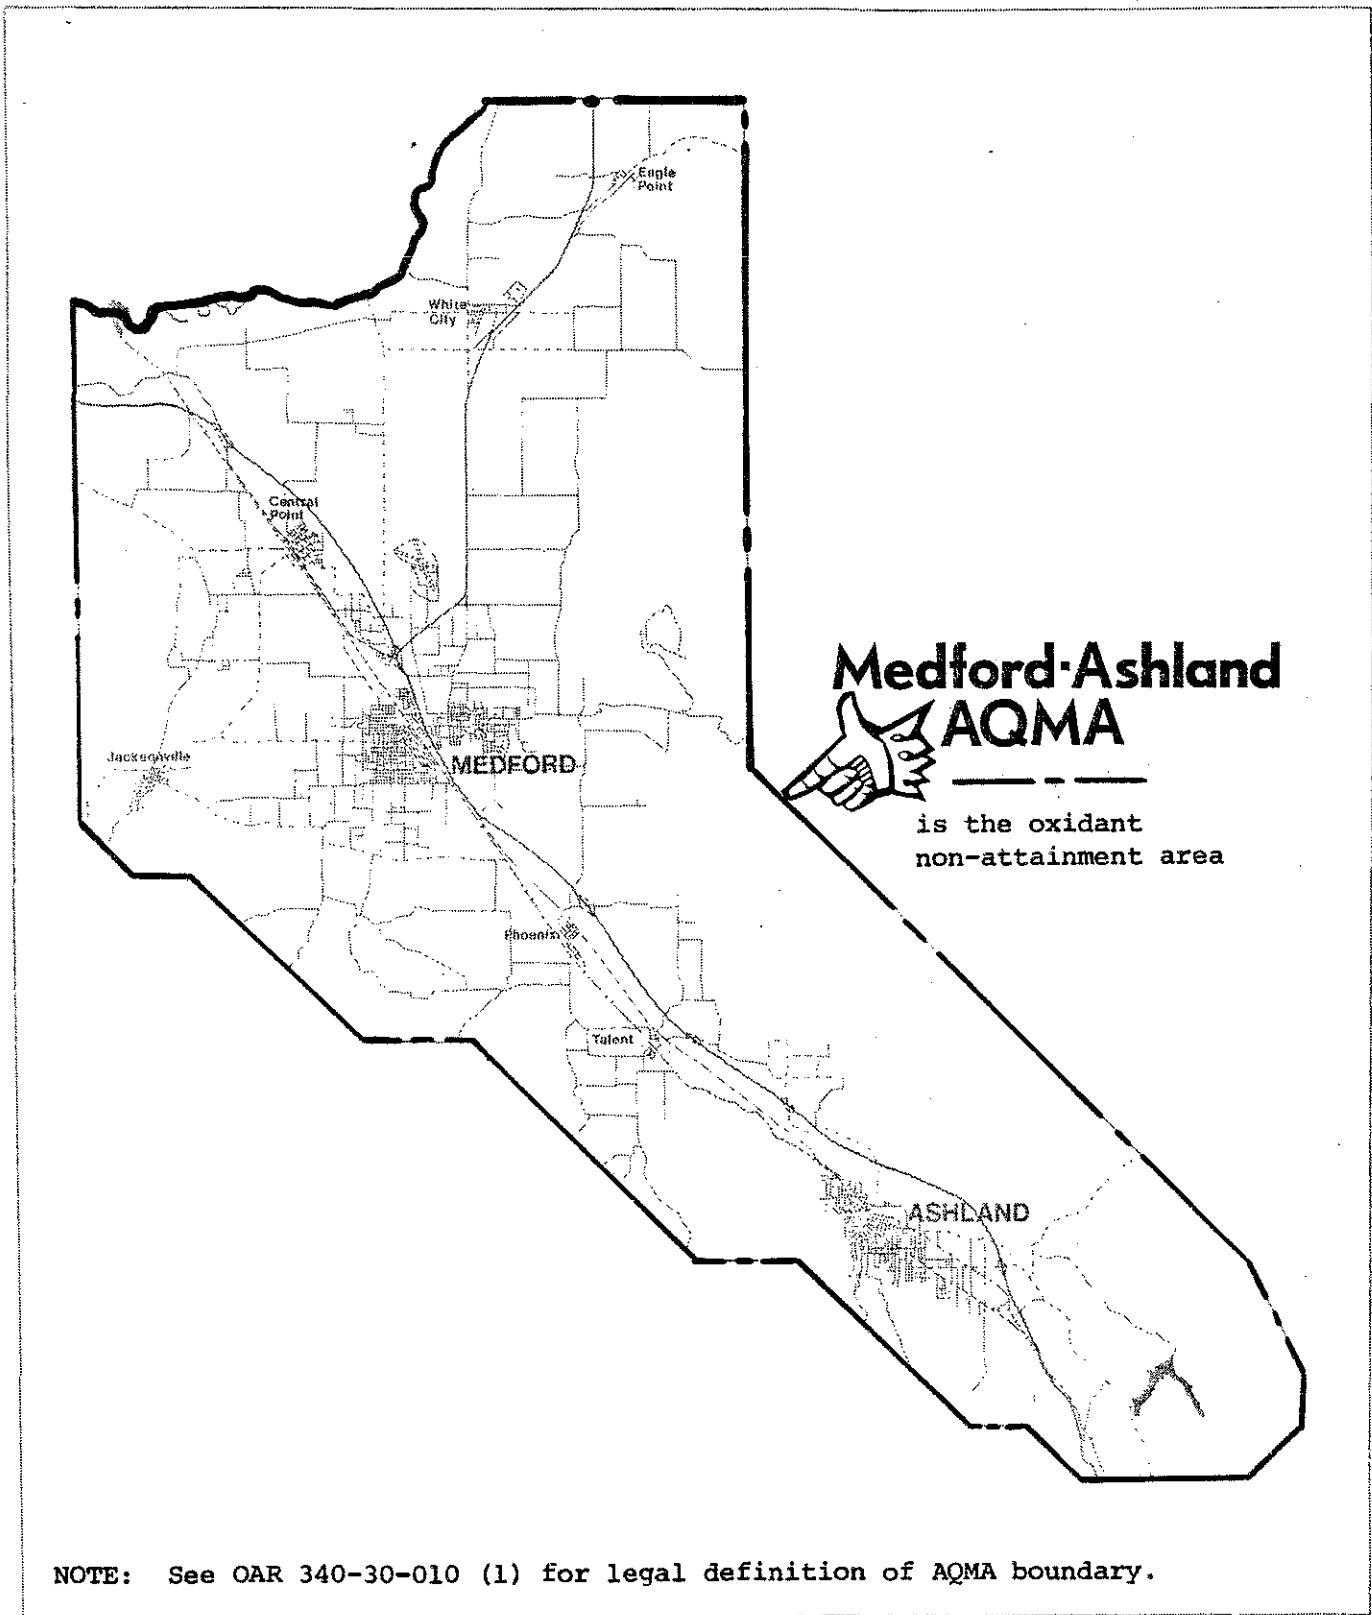 Eagle
Point
White
City
Central
Point
Medford·Ashland
AQMA
is the oxidant
non-attainment area
Jacksonville
MEDFORD
Phoenix
Talent
ASHLAND
NOTE: See OAR 340-30-010 (1) for legal definition of AQMA boundary.